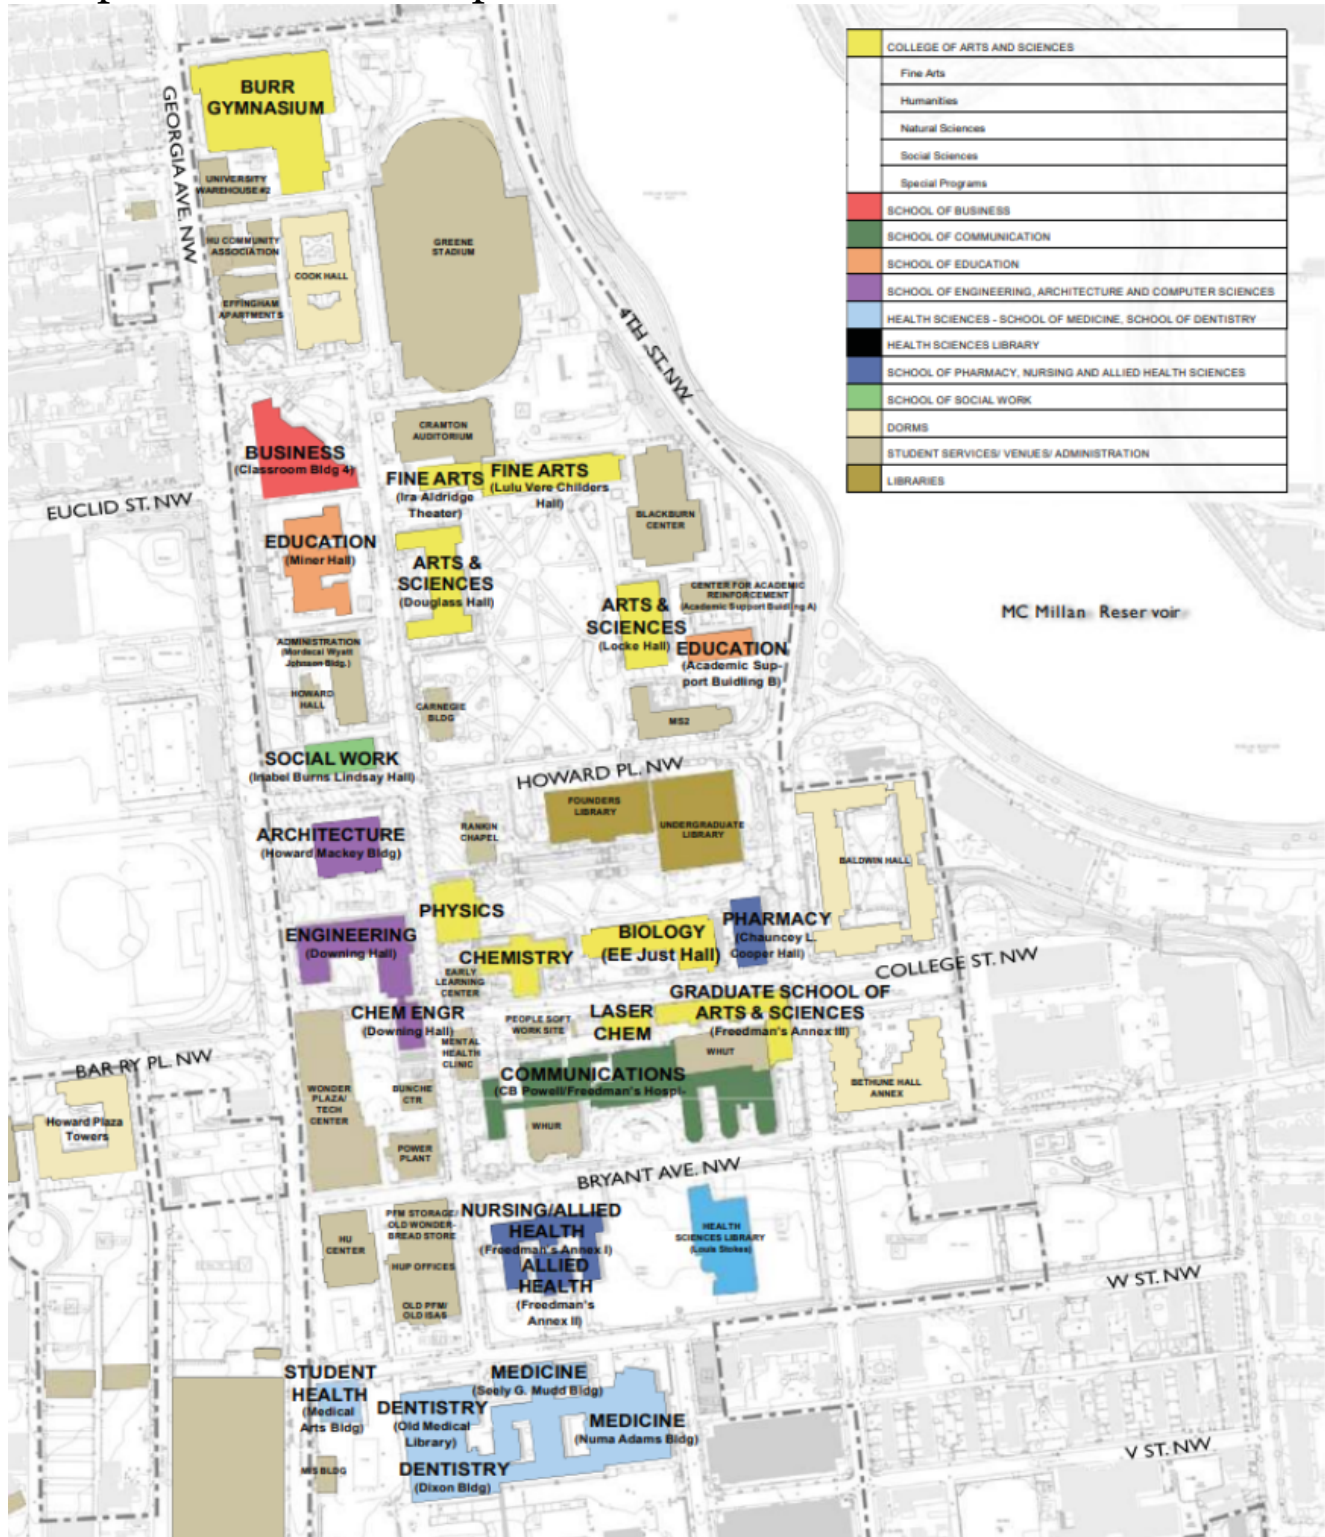 BURR
GYMNASIUM
GEORGIA AVE. NW
UNIVERSITY
WAREHOUSE #2
HU COMMUNITY
ASSOCIATION
COOK HALL
EFFINGHAM
APARTMENTS
GREENE
STADIUM
4TH ST. NW
COLLEGE OF ARTS AND SCIENCES
Fine Arts
Humanities
Natural Sciences
Social Sciences
Special Programs
SCHOOL OF BUSINESS
SCHOOL OF COMMUNICATION
SCHOOL OF EDUCATION
SCHOOL OF ENGINEERING, ARCHITECTURE AND COMPUTER SCIENCES
HEALTH SCIENCES - SCHOOL OF MEDICINE, SCHOOL OF DENTISTRY
HEALTH SCIENCES LIBRARY
SCHOOL OF PHARMACY, NURSING AND ALLIED HEALTH SCIENCES
SCHOOL OF SOCIAL WORK
DORMS
STUDENT SERVICES/ VENUES/ ADMINISTRATION
LIBRARIES
CRAMTON
AUDITORIUM
BUSINESS
(Classroom Bldg 4)
FINE ARTS
(Ira Aldridge
Theater)
FINE ARTS
(Lulu Vere Childers
Hall)
EUCLID ST. NW
BLACKBURN
CENTER
EDUCATION
(Miner Hall)
ARTS &
SCIENCES
(Douglass Hall)
CENTER FOR ACADEMIC
REINFORCEMENT
(Academic Support Buidling A)
ARTS &
SCIENCES
(Locke Hall)
EDUCATION
(Academic Sup-
port Buidling B)
MC Millan Reser voir
ADMINISTRATION
(Mordecai Wyatt
Johnson Bldg.)
HOWARD
HALL
CARNEGIE
BLDG
MS2
SOCIAL WORK
(Inabel Burns Lindsay Hall)
HOWARD PL. NW
FOUNDERS
LIBRARY
UNDERGRADUATE
LIBRARY
RANKIN
CHAPEL
ARCHITECTURE
(Howard Mackey Bldg)
BALDWIN HALL
PHYSICS
ENGINEERING
(Downing Hall)
CHEMISTRY
BIOLOGY
(EE Just Hall)
PHARMACY
(Chauncey L.
Cooper Hall)
COLLEGE ST. NW
EARLY
LEARNING
CENTER
CHEM ENGR
(Downing Hall)
PEOPLE SOFT
WORK SITE
LASER
CHEM
GRADUATE SCHOOL OF
ARTS & SCIENCES
(Freedman's Annex III)
MENTAL
HEALTH
CLINIC
WHUT
BAR RY PL. NW
COMMUNICATIONS
(CB Powell/Freedman's Hospi-
BETHUNE HALL
ANNEX
WONDER
PLAZA/
TECH
CENTER
BUNCHE
CTR
Howard Plaza
Towers
WHUR
POWER
PLANT
BRYANT AVE. NW
PFM STORAGE/
OLD WONDER-
BREAD STORE
NURSING/ALLIED
HEALTH
(Freedman's Annex I)
ALLIED
HEALTH
(Freedman's
Annex II)
HEALTH
SCIENCES LIBRARY
(Louis Stokes)
HU
CENTER
HUP OFFICES
OLD PFM/
OLD ISAS
W ST. NW
STUDENT
HEALTH
(Medical
Arts Bldg)
MEDICINE
(Seely G. Mudd Bldg)
DENTISTRY
(Old Medical
Library)
MEDICINE
(Numa Adams Bldg)
V ST. NW
DENTISTRY
(Dixon Bldg)
MIS BLDG